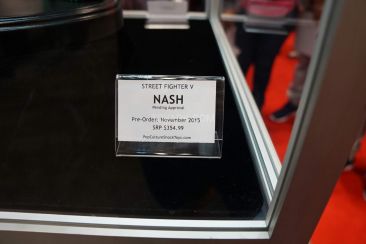 STREET FIGHTER V
NASH
Pending Approval
Pre-Order: November 2015
SRP $354.99
PopCultureShockToys.com